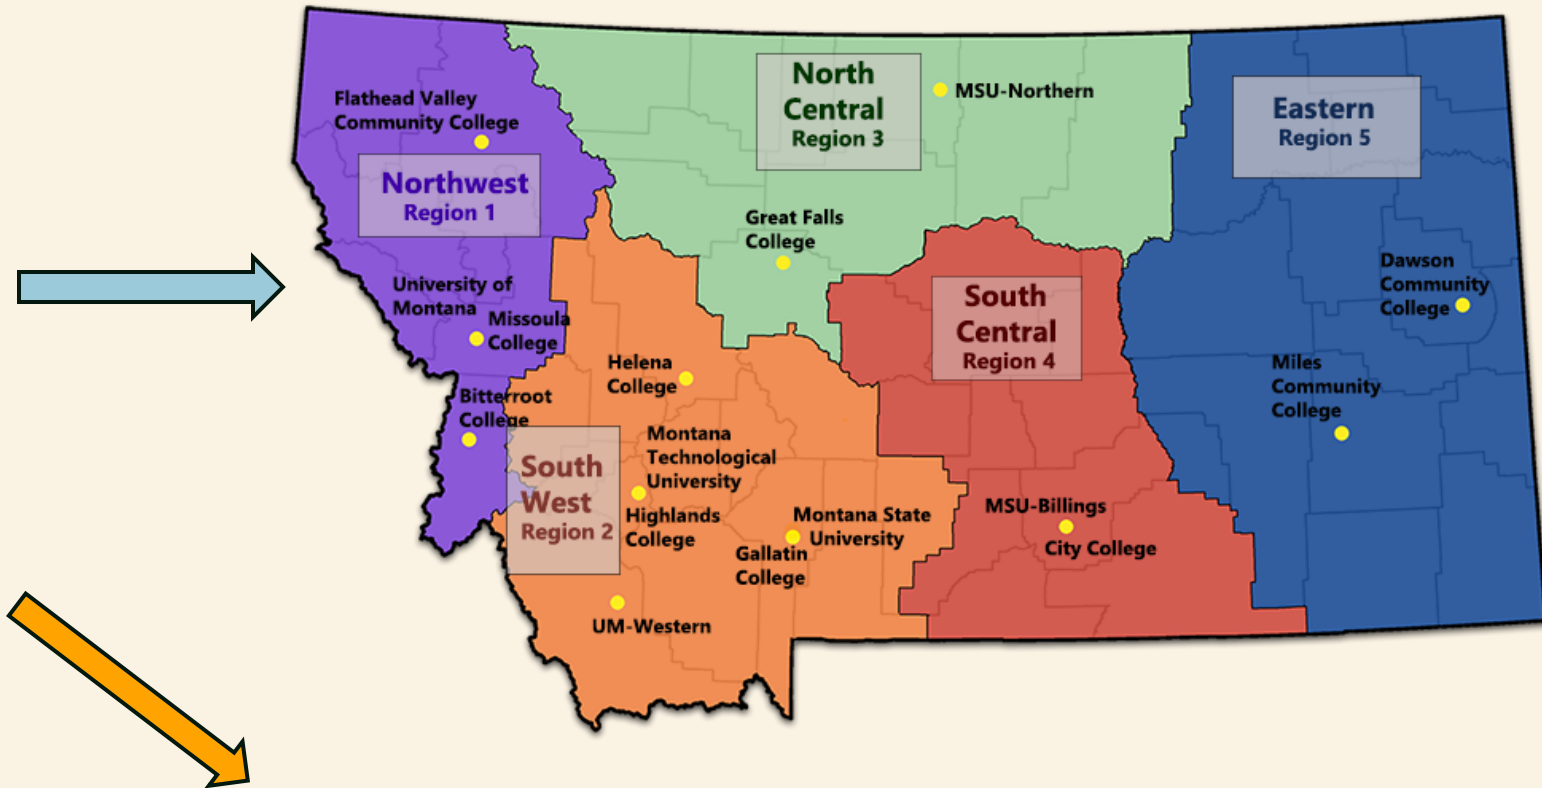 Flathead Valley
Community College
Northwest
Region 1
University of
Montana
Missoula
College
Bitterroot
College
North
Central
Region 3
MSU-Northern
Great Falls
College
Eastern
Region 5
Dawson
Community
College
Miles
Community
College
South
Central
Region 4
MSU-Billings
City College
Helena
College
South
West
Region 2
Montana
Technological
University
Highlands
College
Montana State
University
Gallatin
College
UM-Western